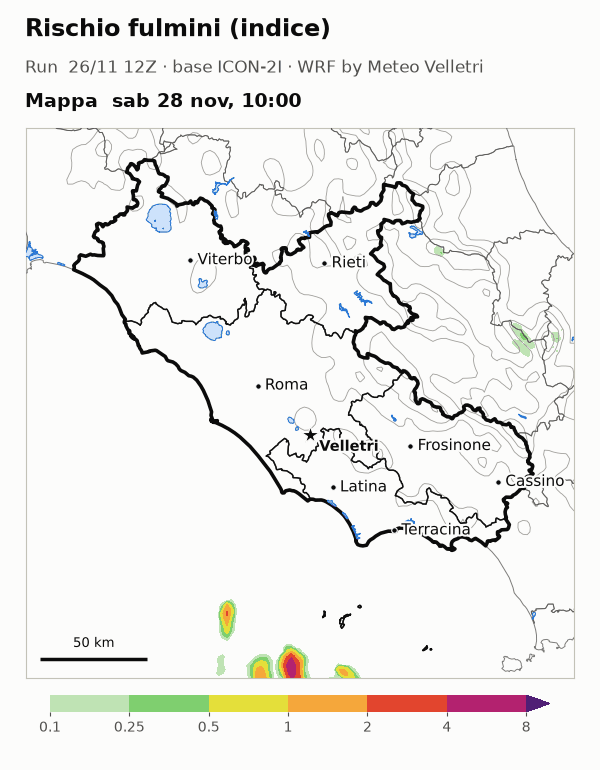 Rischio fulmini (indice)
Run  26/11 12Z · base ICON-2I · WRF by Meteo Velletri
Mappa  sab 28 nov, 10:00
Viterbo
Rieti
Roma
Velletri
Frosinone
Latina
Cassino
Terracina
50 km
0.1 0.25 0.5 1 2 4 8